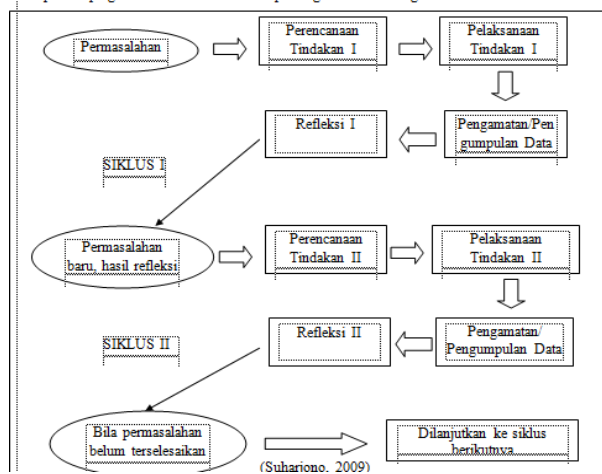 Permasalahan
Perencanaan
Tindakan I
Pelaksanaan
Tindakan I
Refleksi I
Pengamatan/Pen
gumpulan Data
SIKLUS I
Permasalahan
baru, hasil refleksi
Perencanaan
Tindakan II
Pelaksanaan
Tindakan II
SIKLUS II
Refleksi II
Pengamatan/
Pengumpulan Data
Bila permasalahan
belum terselesaikan
Dilanjutkan ke siklus
berikutnya
(Suharjono, 2009)